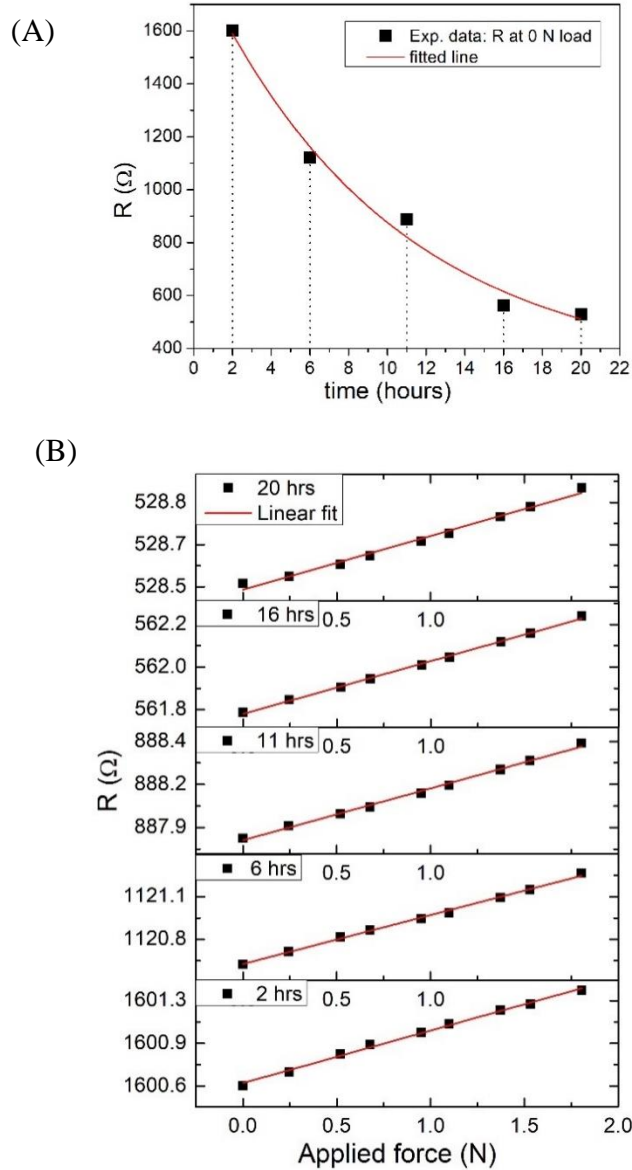 (A)
1600
1400
1200
1000
800
600
400
R (Ω)
Exp. data: R at 0 N load
fitted line
0 2 4 6 8 10 12 14 16 18 20 22
time (hours)
(B)
R (Ω)
20 hrs
Linear fit
528.8
528.7
528.5
16 hrs
0.5 1.0
562.2
562.0
561.8
11 hrs
0.5 1.0
888.4
888.2
887.9
6 hrs
0.5 1.0
1121.1
1120.8
2 hrs
0.5 1.0
1601.3
1600.9
1600.6
0.0 0.5 1.0 1.5 2.0
Applied force (N)